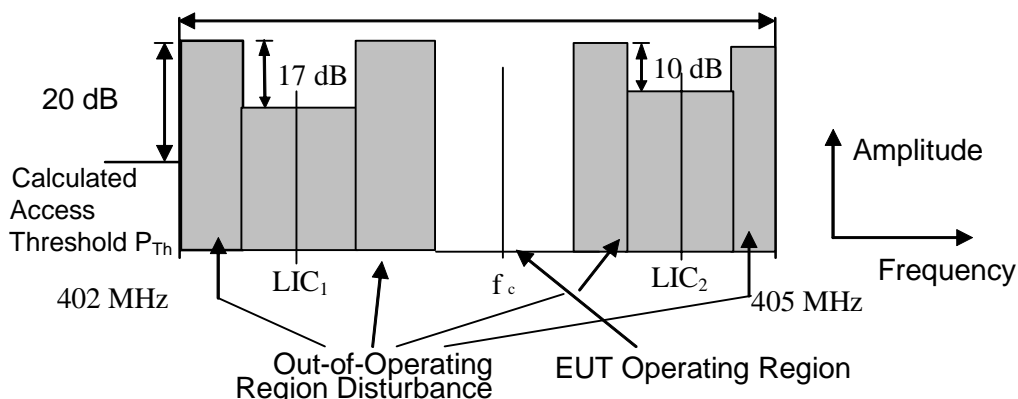 17 dB
10 dB
20 dB
Amplitude
Calculated
Access
Threshold P_Th
Frequency
LIC₁
f c
LIC₂
402 MHz
405 MHz
Out-of-Operating
Region Disturbance
EUT Operating Region